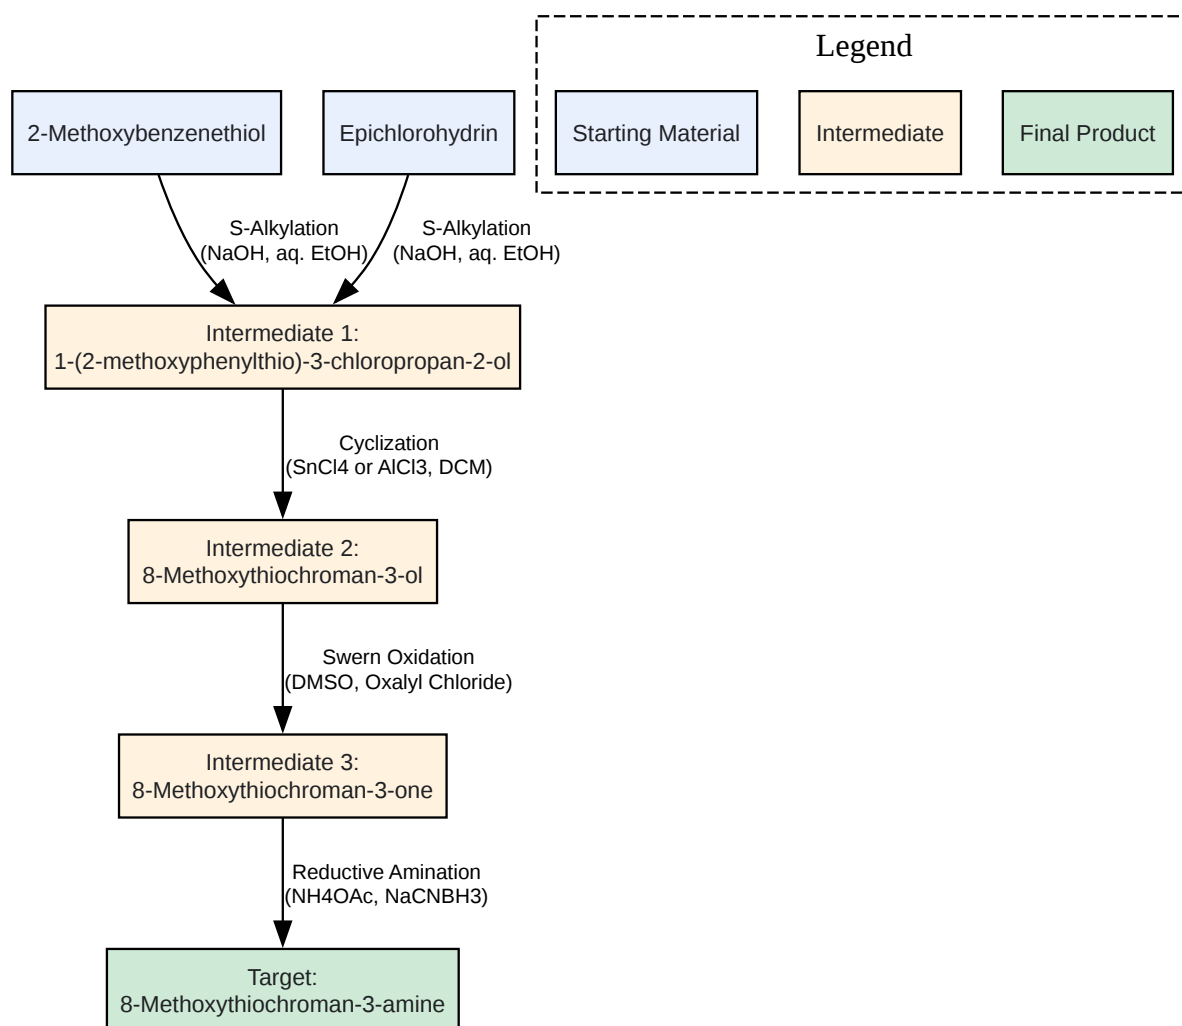 Legend
2-Methoxybenzenethiol
Epichlorohydrin
Starting Material
Intermediate
Final Product
S-Alkylation
(NaOH, aq. EtOH)
S-Alkylation
(NaOH, aq. EtOH)
Intermediate 1:
1-(2-methoxyphenylthio)-3-chloropropan-2-ol
Cyclization
(SnCl4 or AlCl3, DCM)
Intermediate 2:
8-Methoxythiochroman-3-ol
Swern Oxidation
(DMSO, Oxalyl Chloride)
Intermediate 3:
8-Methoxythiochroman-3-one
Reductive Amination
(NH4OAc, NaCNBH3)
Target:
8-Methoxythiochroman-3-amine